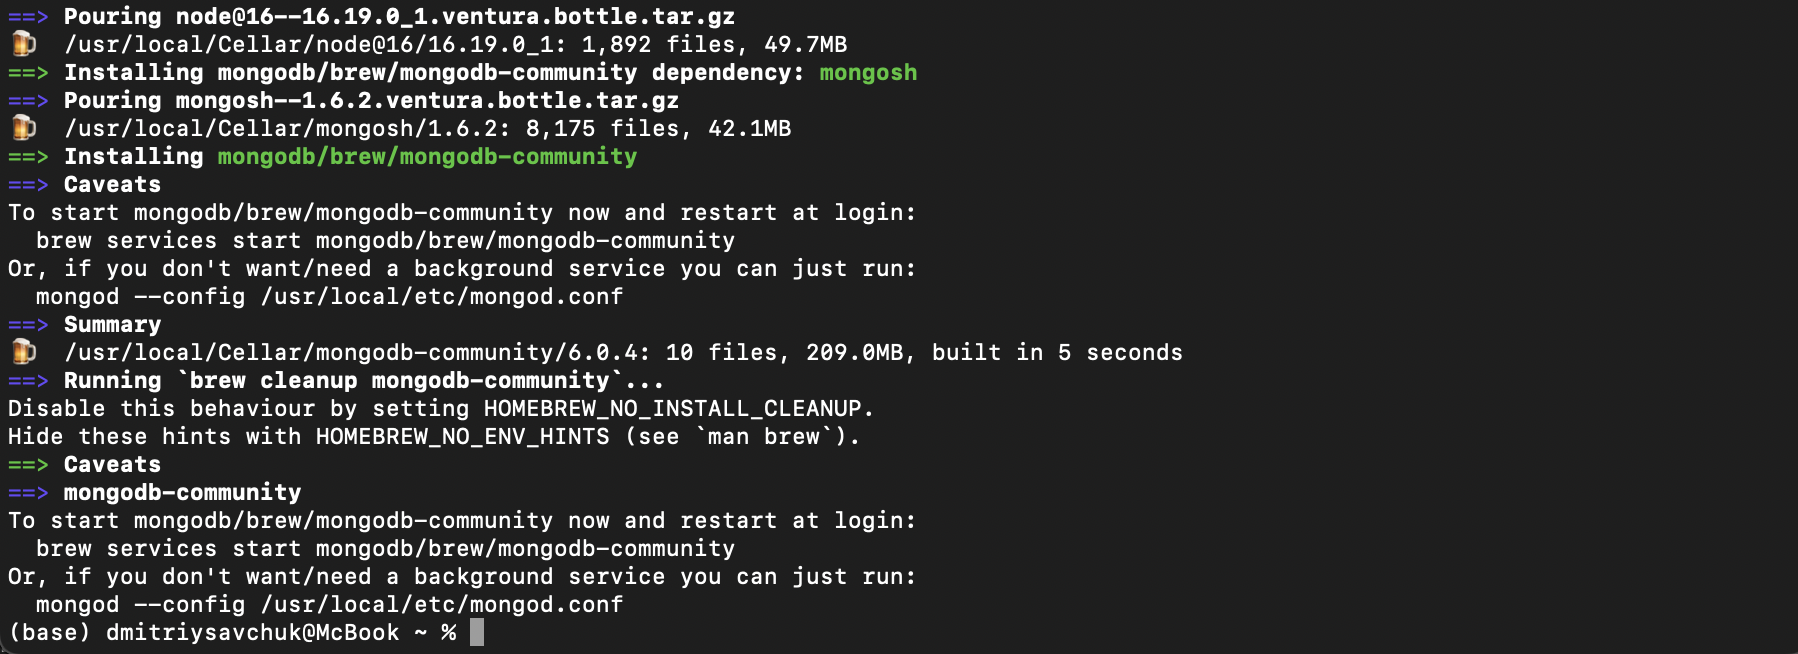 ==> Pouring node@16--16.19.0_1.ventura.bottle.tar.gz
🍺  /usr/local/Cellar/node@16/16.19.0_1: 1,892 files, 49.7MB
==> Installing mongodb/brew/mongodb-community dependency: mongosh
==> Pouring mongosh--1.6.2.ventura.bottle.tar.gz
🍺  /usr/local/Cellar/mongosh/1.6.2: 8,175 files, 42.1MB
==> Installing mongodb/brew/mongodb-community
==> Caveats
To start mongodb/brew/mongodb-community now and restart at login:
  brew services start mongodb/brew/mongodb-community
Or, if you don't want/need a background service you can just run:
  mongod --config /usr/local/etc/mongod.conf
==> Summary
🍺  /usr/local/Cellar/mongodb-community/6.0.4: 10 files, 209.0MB, built in 5 seconds
==> Running `brew cleanup mongodb-community`...
Disable this behaviour by setting HOMEBREW_NO_INSTALL_CLEANUP.
Hide these hints with HOMEBREW_NO_ENV_HINTS (see `man brew`).
==> Caveats
==> mongodb-community
To start mongodb/brew/mongodb-community now and restart at login:
  brew services start mongodb/brew/mongodb-community
Or, if you don't want/need a background service you can just run:
  mongod --config /usr/local/etc/mongod.conf
(base) dmitriysavchuk@McBook ~ %